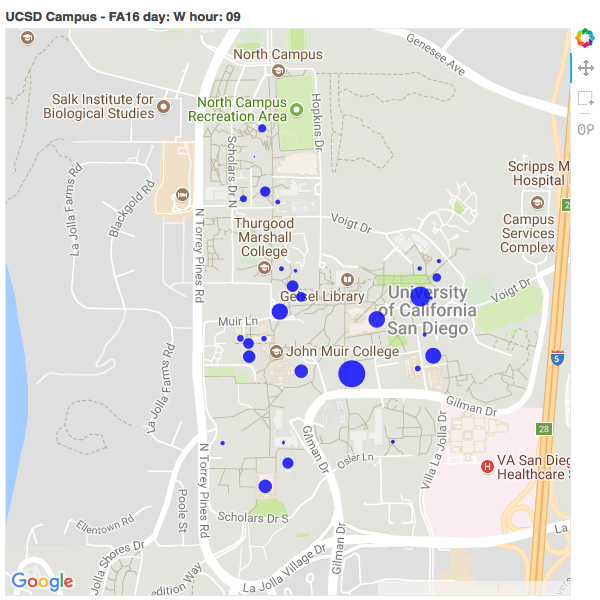 UCSD Campus - FA16 day: W hour: 09
Genesee Ave
North Campus
Salk Institute for
Biological Studies
North Campus
Recreation Area
Hopkins Dr
Scholars Dr N
Scripps M
Hospital
La Jolla Farms Rd
Blackgold Rd
2
N Torrey Pines Rd
Voigt Dr
Campus
Services
Complex
Thurgood
Marshall
College
Geisel Library
University
of California
San Diego
Voigt Dr
Muir Ln
John Muir College
5
La Jolla Farms Rd
Gilman Dr
28
N Torrey Pines Rd
Gilman Dr
Osler Ln
Villa La Jolla Dr
H
VA San Dieg
Healthcare S
Poole St
Ellentown Rd
Scholars Dr S
La
La Jolla Shores Dr
Gilman Dr
La Jolla Village Dr
edition Way
Google